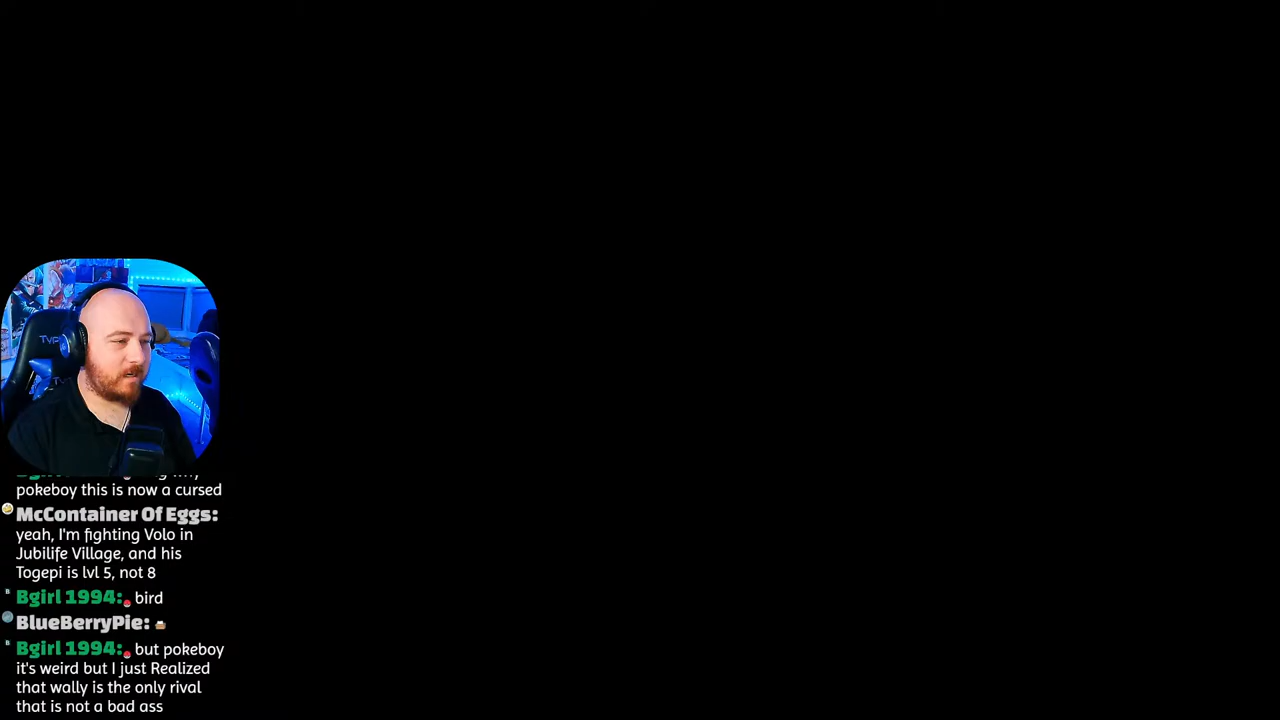 pokeboy this is now a cursed
McContainer Of Eggs:
yeah, I'm fighting Volo in
Jubilife Village, and his
Togepi is lvl 5, not 8
Bgirl 1994: bird
BlueBerryPie:
Bgirl 1994: but pokeboy
it's weird but I just Realized
that wally is the only rival
that is not a bad ass